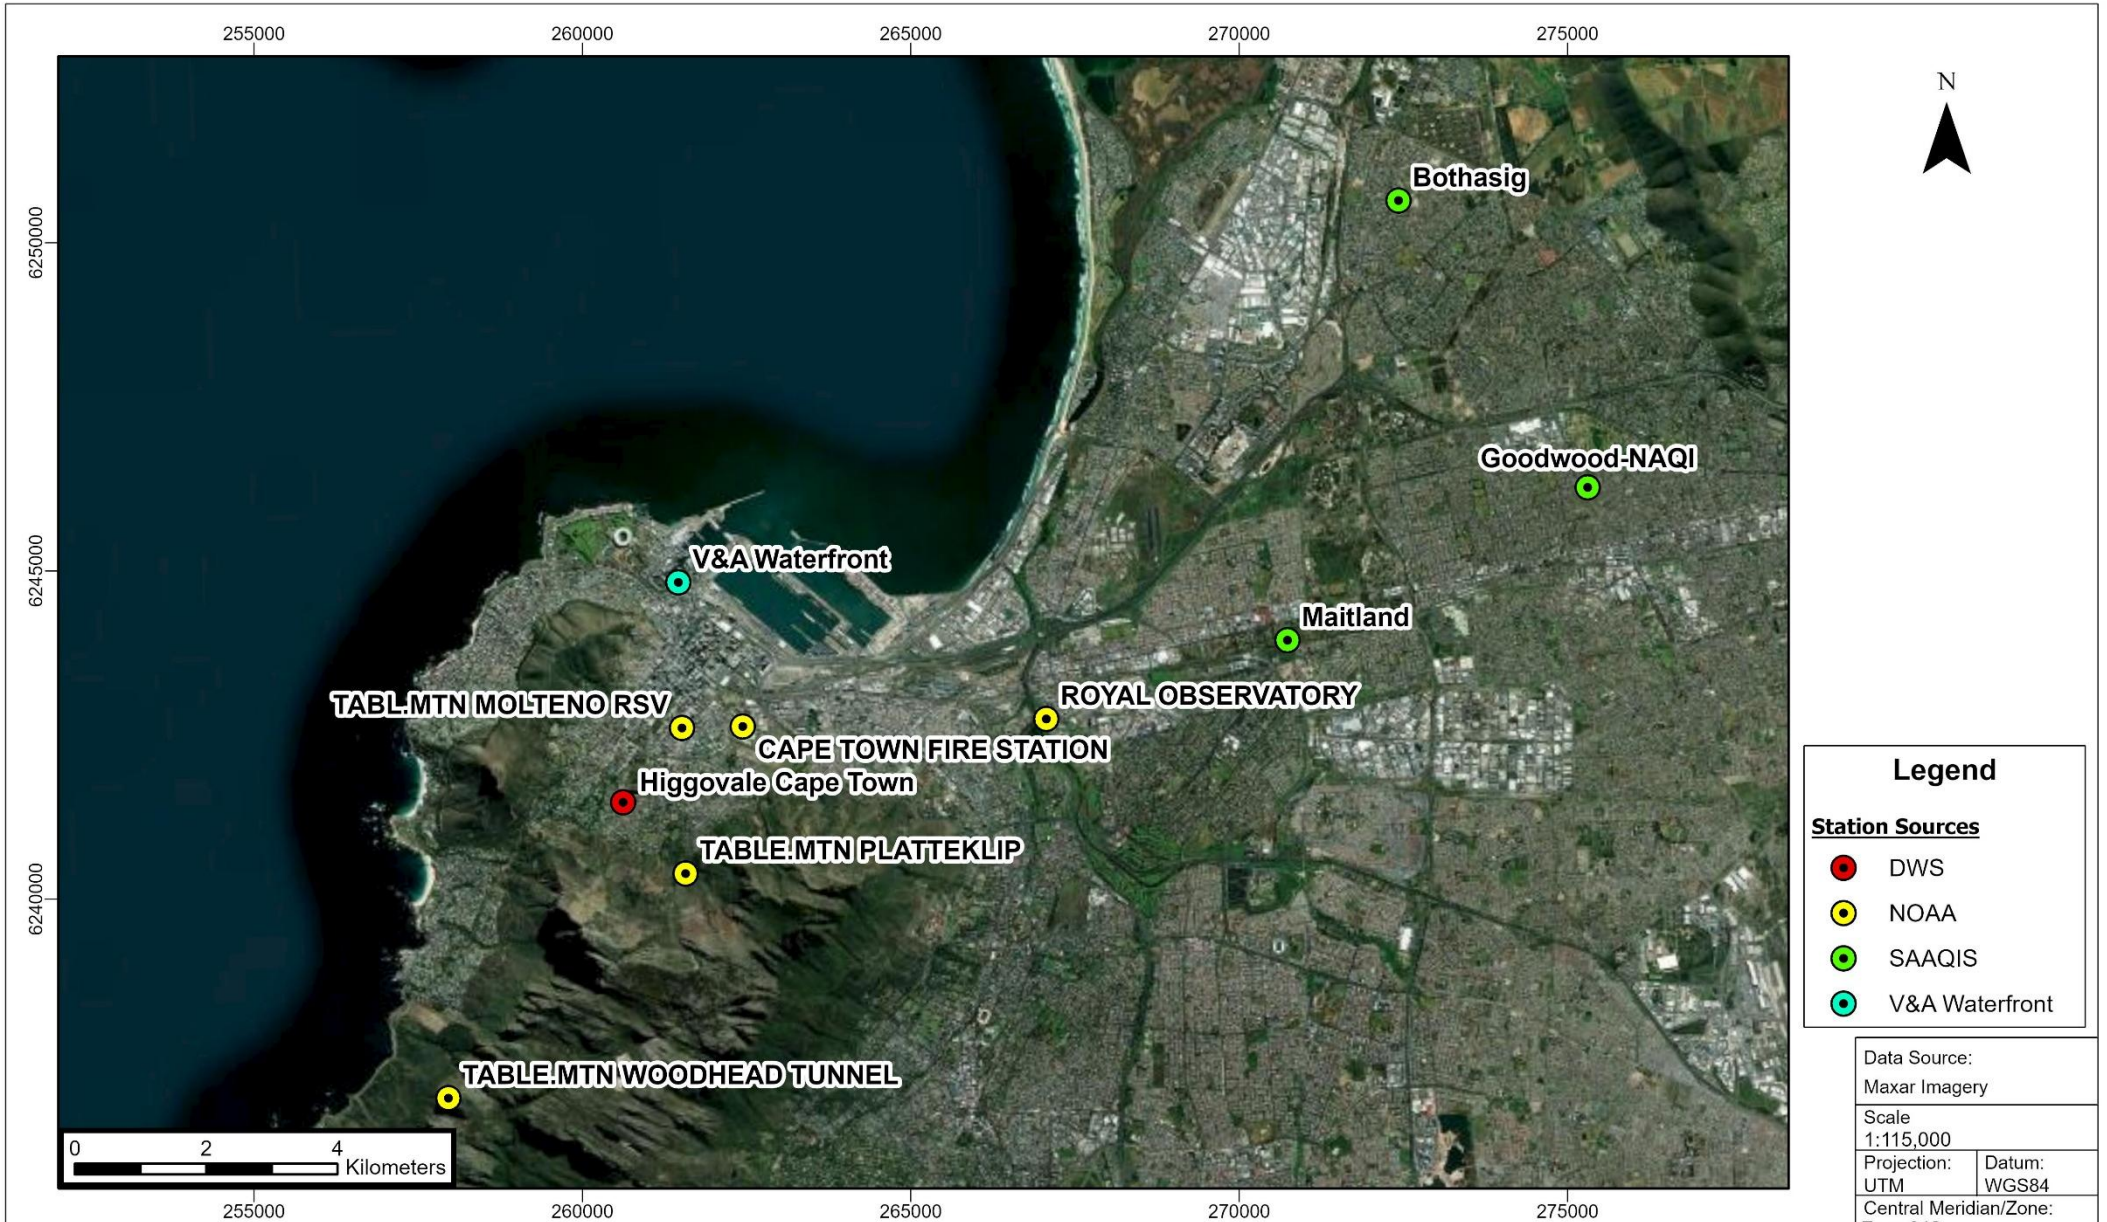 255000 260000 265000 270000 275000
N
6250000
6245000
6240000
Bothasig
Goodwood-NAQI
V&A Waterfront
Maitland
TABL.MTN MOLTENO RSV
ROYAL OBSERVATORY
CAPE TOWN FIRE STATION
Higgovale Cape Town
TABLE.MTN PLATTEKLIP
TABLE.MTN WOODHEAD TUNNEL
0 2 4
Kilometers
255000 260000 265000 270000 275000
Legend
Station Sources
DWS
NOAA
SAAQIS
V&A Waterfront
Data Source:
Maxar Imagery
Scale
1:115,000
Projection:
UTM
Datum:
WGS84
Central Meridian/Zone: